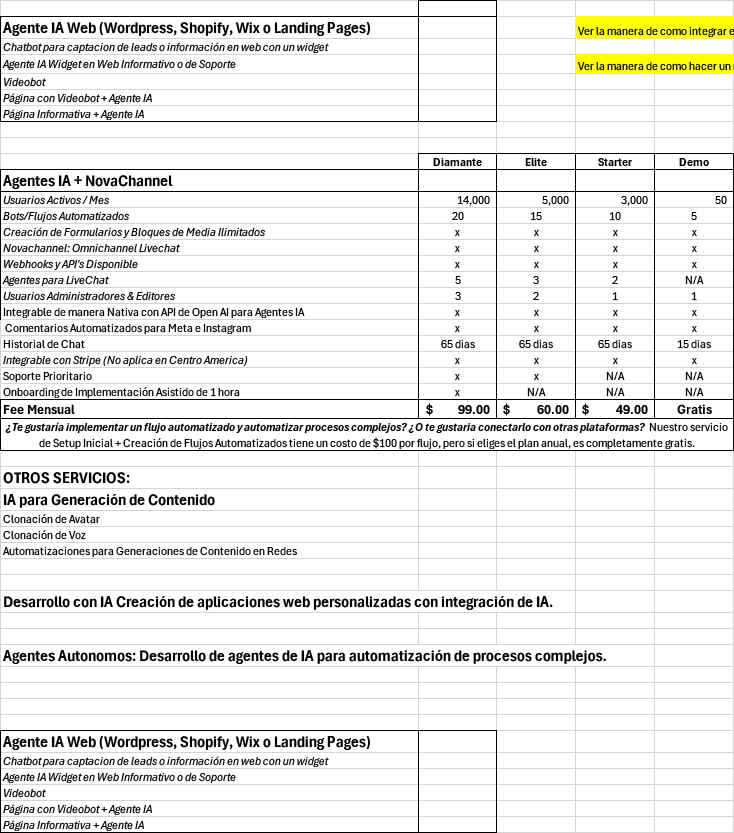 Agente IA Web (Wordpress, Shopify, Wix o Landing Pages)
Ver la manera de como integrar e
Chatbot para captacion de leads o información en web con un widget
Agente IA Widget en Web Informativo o de Soporte
Ver la manera de como hacer un
Videobot
Página con Videobot + Agente IA
Página Informativa + Agente IA
Diamante Elite Starter Demo
Agentes IA + NovaChannel
Usuarios Activos / Mes 14,000 5,000 3,000 50
Bots/Flujos Automatizados 20 15 10 5
Creación de Formularios y Bloques de Media Ilimitados x x x x
Novachannel: Omnichannel Livechat x x x x
Webhooks y API's Disponible x x x x
Agentes para LiveChat 5 3 2 N/A
Usuarios Administradores & Editores 3 2 1 1
Integrable de manera Nativa con API de Open AI para Agentes IA x x x x
Comentarios Automatizados para Meta e Instagram x x x x
Historial de Chat 65 dias 65 dias 65 dias 15 dias
Integrable con Stripe (No aplica en Centro America) x x x x
Soporte Prioritario x x N/A N/A
Onboarding de Implementación Asistido de 1 hora x N/A N/A N/A
Fee Mensual $ 99.00 $ 60.00 $ 49.00 Gratis
¿Te gustaría implementar un flujo automatizado y automatizar procesos complejos? ¿O te gustaria conectarlo con otras plataformas? Nuestro servicio
de Setup Inicial + Creación de Flujos Automatizados tiene un costo de $100 por flujo, pero si eliges el plan anual, es completamente gratis.
OTROS SERVICIOS:
IA para Generación de Contenido
Clonación de Avatar
Clonación de Voz
Automatizaciones para Generaciones de Contenido en Redes
Desarrollo con IA Creación de aplicaciones web personalizadas con integración de IA.
Agentes Autonomos: Desarrollo de agentes de IA para automatización de procesos complejos.
Agente IA Web (Wordpress, Shopify, Wix o Landing Pages)
Chatbot para captacion de leads o información en web con un widget
Agente IA Widget en Web Informativo o de Soporte
Videobot
Página con Videobot + Agente IA
Página Informativa + Agente IA